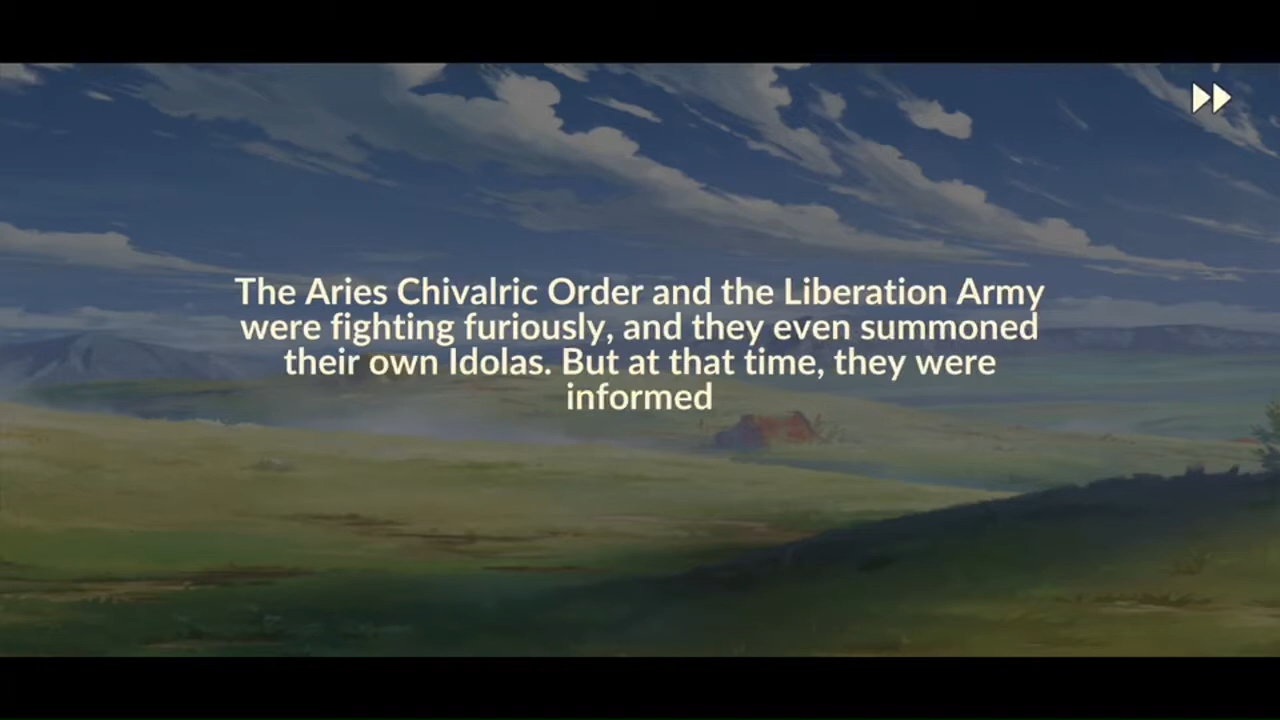 The Aries Chivalric Order and the Liberation Army
were fighting furiously, and they even summoned
their own Idolas. But at that time, they were
informed